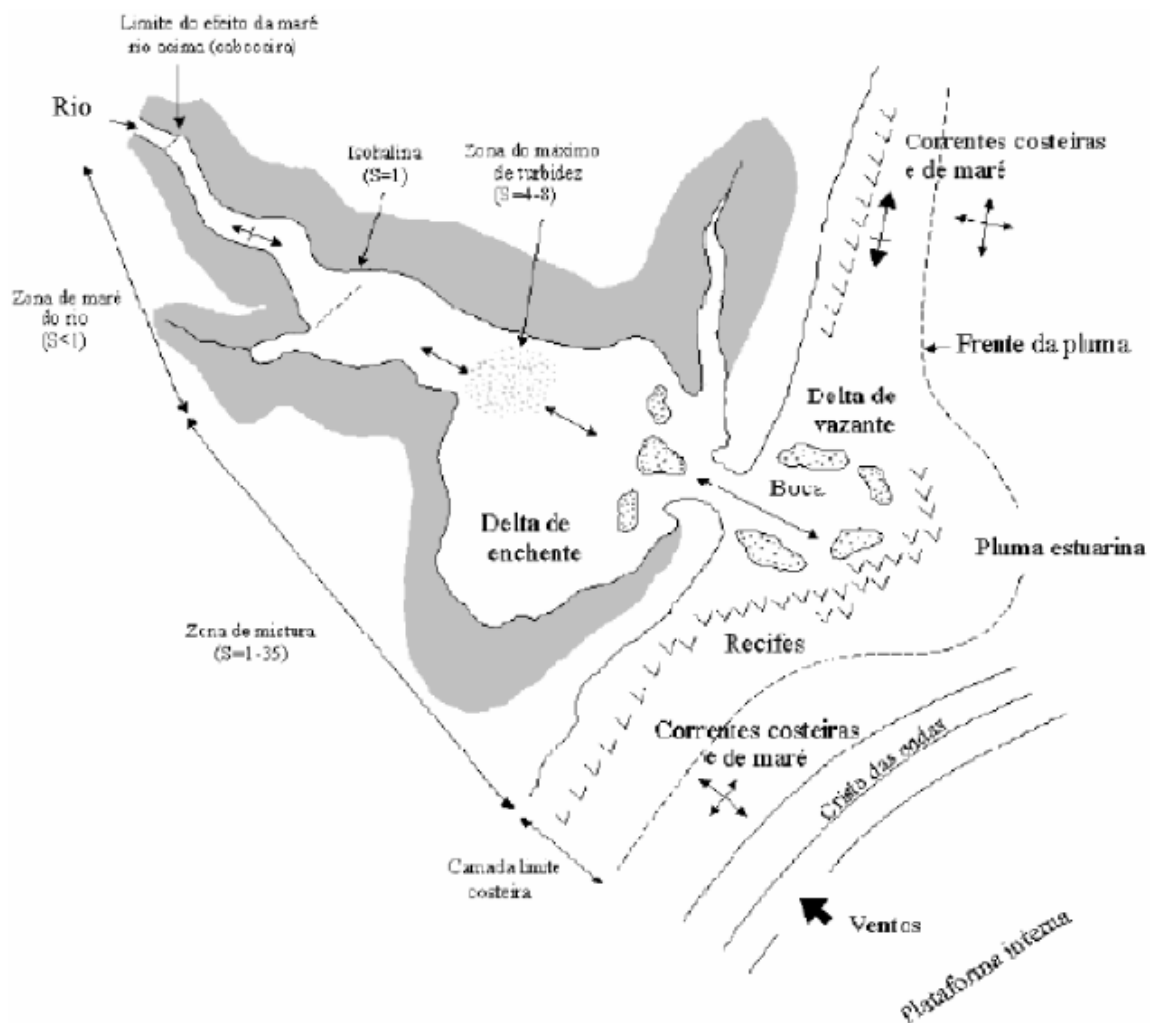 Limite do efeito da maré
rio acima (cabeceira)
Rio
Isohalina
(S=1)
Zona do máximo
de turbidez
(S=4-8)
Correntes costeiras
e de maré
Zona de maré
do rio
(S<1)
Frente da pluma
Delta de
vazante
Boca
Delta de
enchente
Pluma estuarina
Zona de mistura
(S=1-35)
Recifes
Correntes costeiras
e de maré
Crista das ondas
Camada limite
costeira
Ventos
Plataforma interna